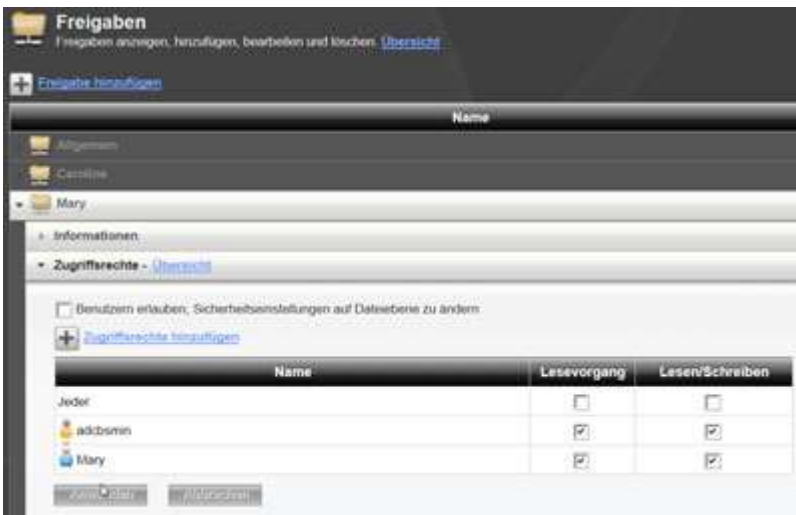 Freigaben
Freigaben anzeigen, hinzufügen, bearbeiten und löschen. Übersicht
Freigabe hinzufügen
Name
Allgemein
Caroline
Mary
Informationen
Zugriffsrechte - Übersicht
Benutzern erlauben, Sicherheitseinstellungen auf Dateiebene zu ändern
Zugriffsrechte hinzufügen
Name Lesevorgang Lesen/Schreiben
Jeder
adcbsmin
Mary
Abbrechen